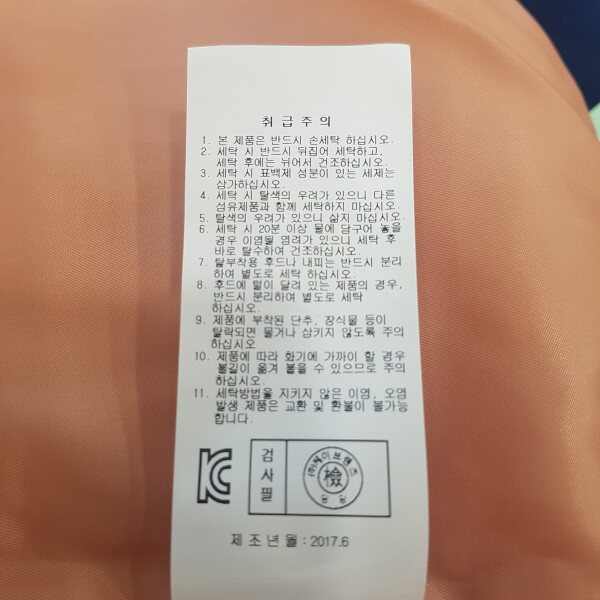 취급주의
1. 본 제품은 반드시 손세탁 하십시오.
2. 세탁 시 반드시 뒤집어 세탁하고,
세탁 후에는 뉘어서 건조하십시오.
3. 세탁 시 표백제 성분이 있는 세제는
삼가하십시오.
4. 세탁 시 탈색의 우려가 있으니 다른
섬유제품과 함께 세탁하지 마십시오.
5. 탈색의 우려가 있으니 삶지 마십시오.
6. 세탁 시 20분 이상 물에 담구어 놓을
경우 이염될 염려가 있으니 세탁 후
바로 탈수하여 건조하십시오.
7. 탈부착용 후드나 내피는 반드시 분리
하여 별도로 세탁 하십시오.
8. 후드에 털이 달려 있는 제품의 경우,
반드시 분리하여 별도로 세탁
하십시오.
9. 제품에 부착된 단추, 장식물 등이
탈락되면 물거나 삼키지 않도록 주의
하십시오
10. 제품에 따라 화기에 가까이 할 경우
불길이 옮겨 붙을 수 있으므로 주의
하십시오.
11. 세탁방법을 지키지 않은 이염, 오염
발생 제품은 교환 및 환불이 불가능
합니다.
검사필
(주)케이브랜즈
檢
제조년월:2017.6